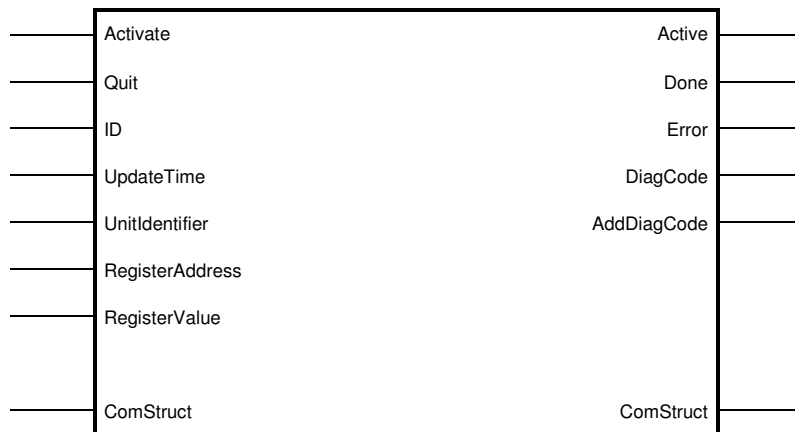 Activate Active
Quit Done
ID Error
UpdateTime DiagCode
UnitIdentifier AddDiagCode
RegisterAddress
RegisterValue
ComStruct ComStruct